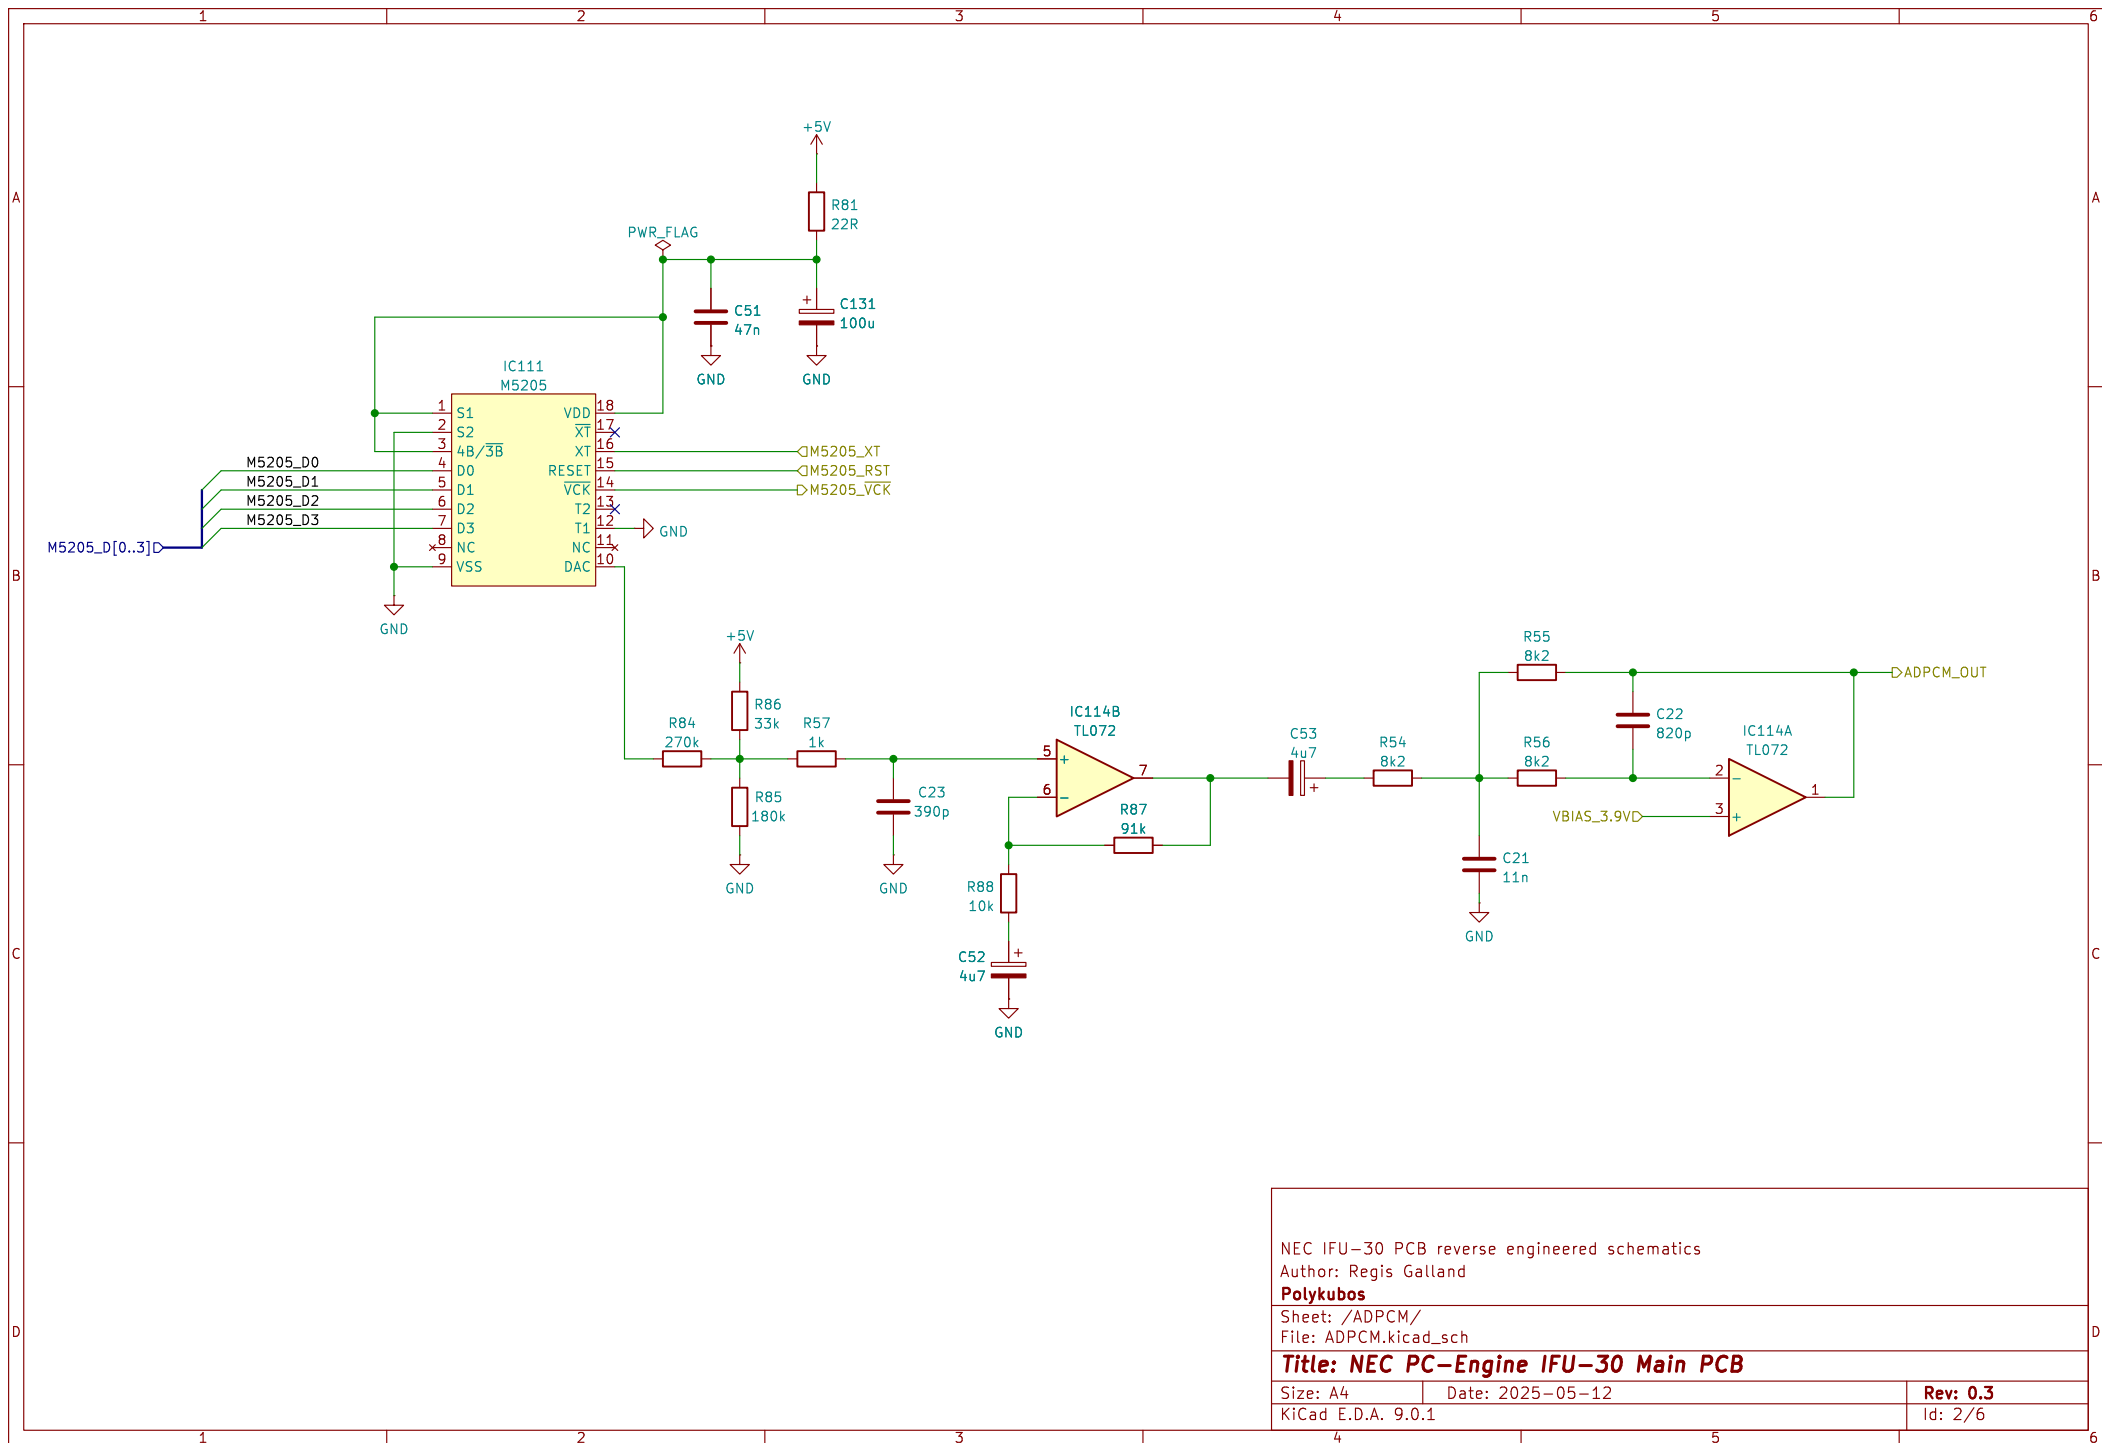 1 2 3 4 5 6
A A
+5V
R81
22R
PWR_FLAG
+
C51
47n
C131
100u
GND
GND
IC111
M5205
1 S1
2 S2
3 4B/3B
4 D0
5 D1
6 D2
7 D3
8 NC
9 VSS
VDD 18
XT 17
XT 16
RESET 15
VCK 14
T2 13
T1 12
NC 11
DAC 10
M5205_D0
M5205_D1
M5205_D2
M5205_D3
M5205_D[0..3]
M5205_XT
M5205_RST
M5205_VCK
GND
GND
B B
+5V
R86
33k
R84
270k
R57
1k
R85
180k
GND
C23
390p
GND
IC114B
TL072
5 +
6 −
7
R87
91k
R88
10k
C52
4u7
+
GND
C53
4u7
+
R54
8k2
R55
8k2
R56
8k2
C21
11n
GND
C22
820p
IC114A
TL072
2 −
3 +
1
VBIAS_3.9V
ADPCM_OUT
C C
D D
NEC IFU-30 PCB reverse engineered schematics
Author: Regis Galland
Polykubos
Sheet: /ADPCM/
File: ADPCM.kicad_sch
Title: NEC PC-Engine IFU-30 Main PCB
Size: A4 Date: 2025-05-12 Rev: 0.3
KiCad E.D.A. 9.0.1 Id: 2/6
1 2 3 4 5 6